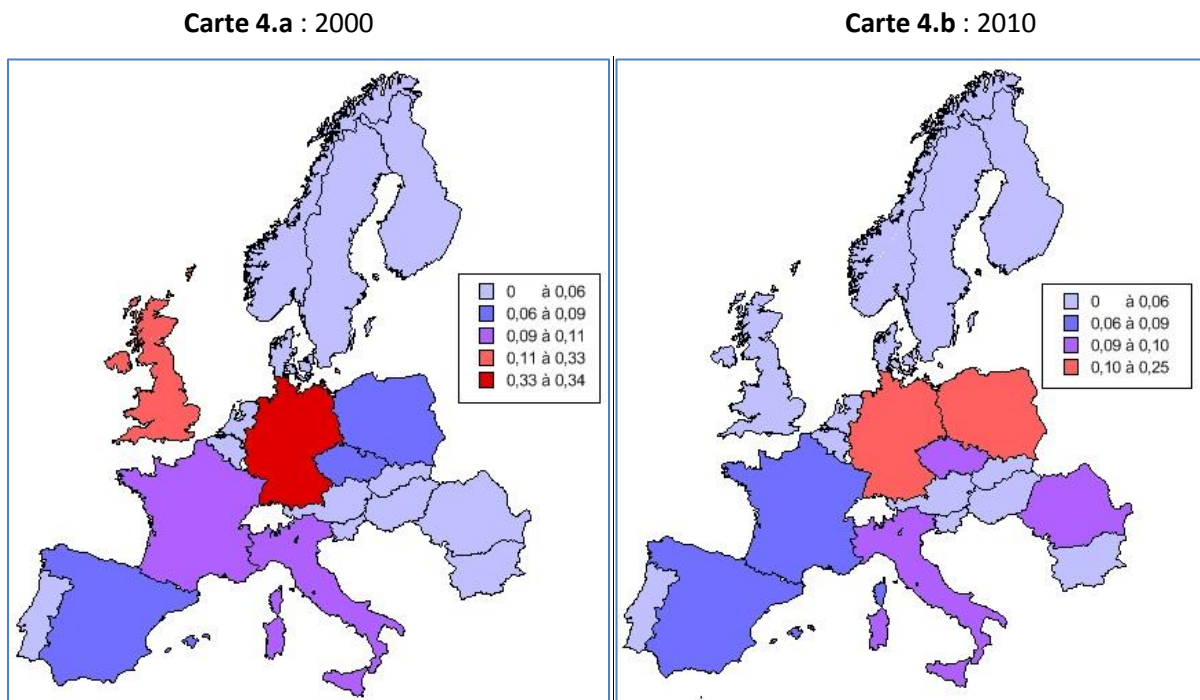 Carte 4.a : 2000
0 à 0,06
0,06 à 0,09
0,09 à 0,11
0,11 à 0,33
0,33 à 0,34
Carte 4.b : 2010
0 à 0,06
0,06 à 0,09
0,09 à 0,10
0,10 à 0,25